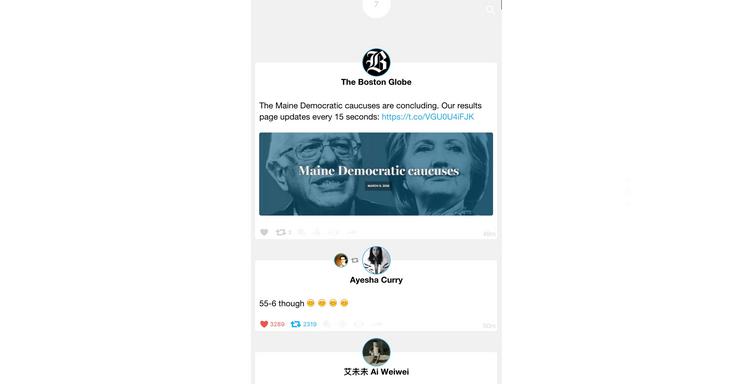 7
The Boston Globe
The Maine Democratic caucuses are concluding. Our results
page updates every 15 seconds: https://t.co/VGU0U4iFJK
Maine Democratic caucuses
MARCH 6, 2016
3
Ayesha Curry
55-6 though 😊 😊 😊 😊
3289 2319
50m
艾未未 Ai Weiwei